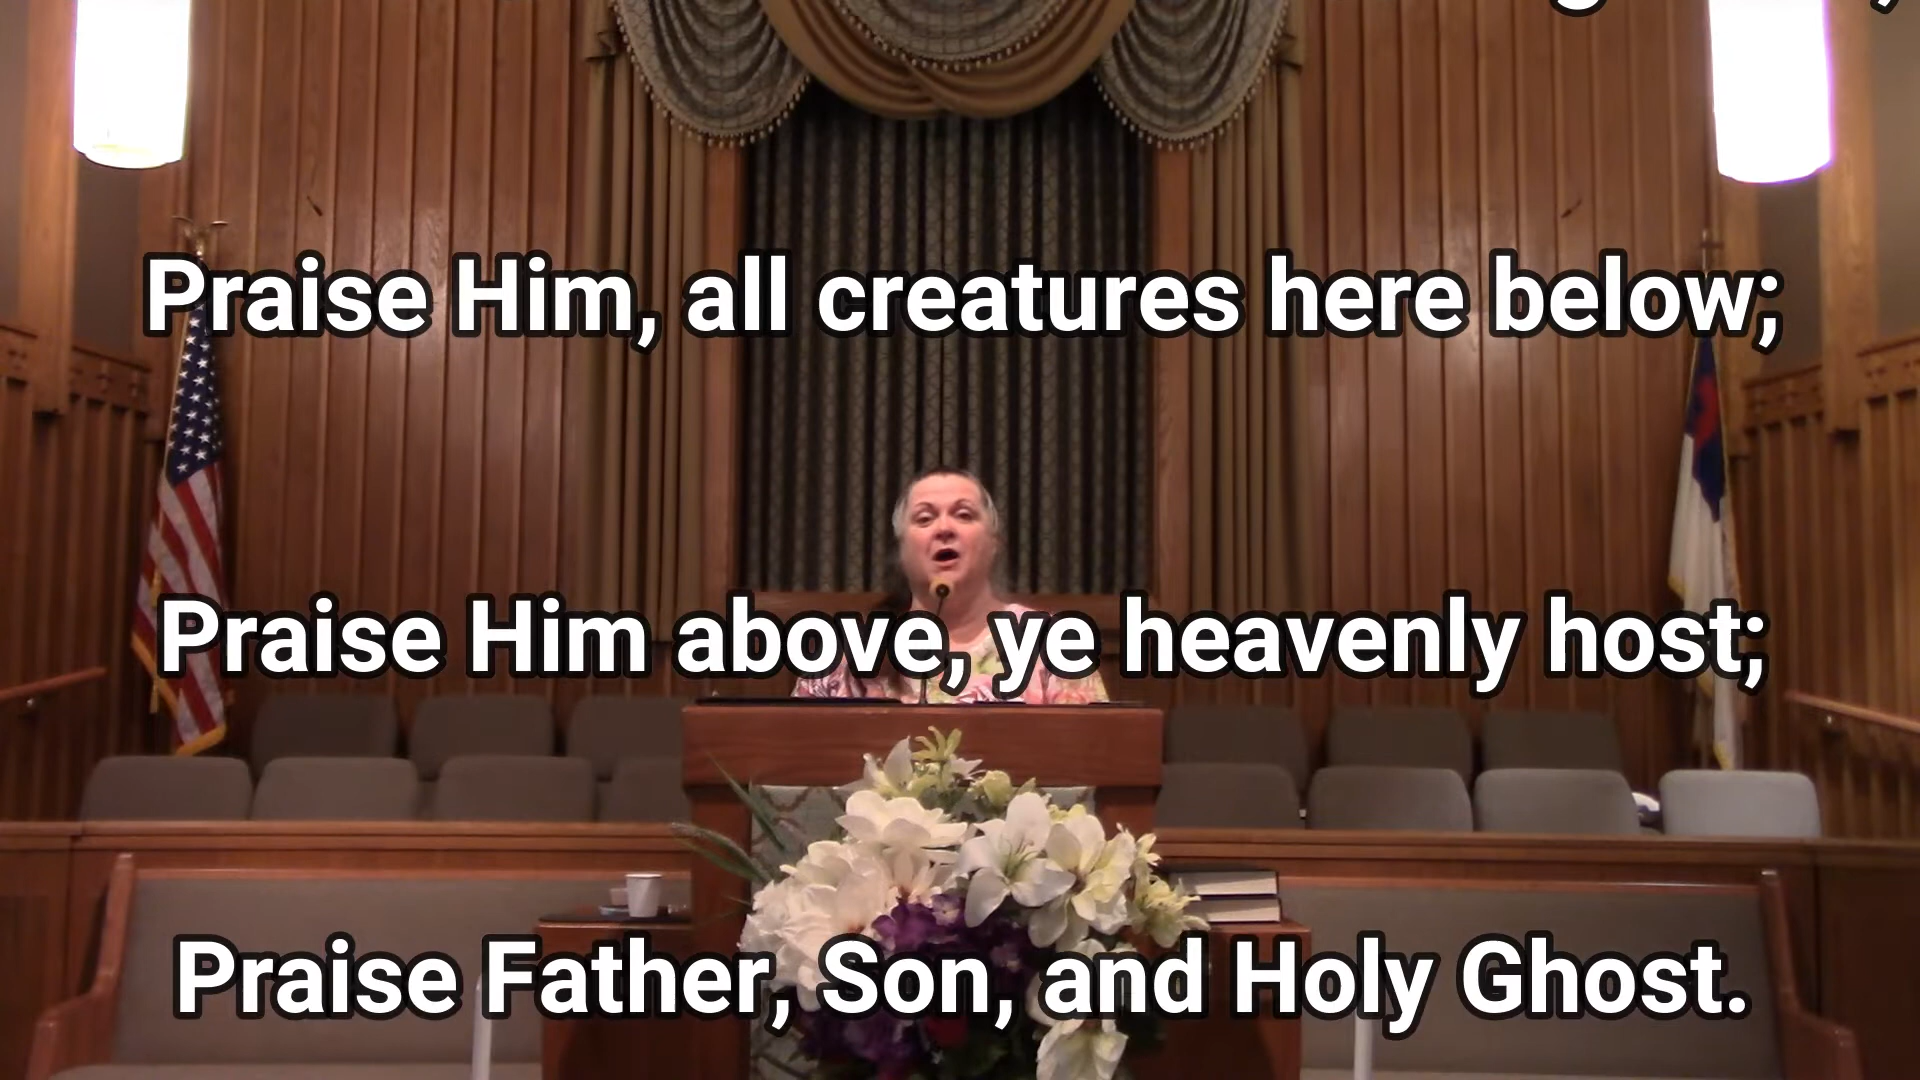 Praise Him, all creatures here below;
Praise Him above, ye heavenly host;
Praise Father, Son, and Holy Ghost.